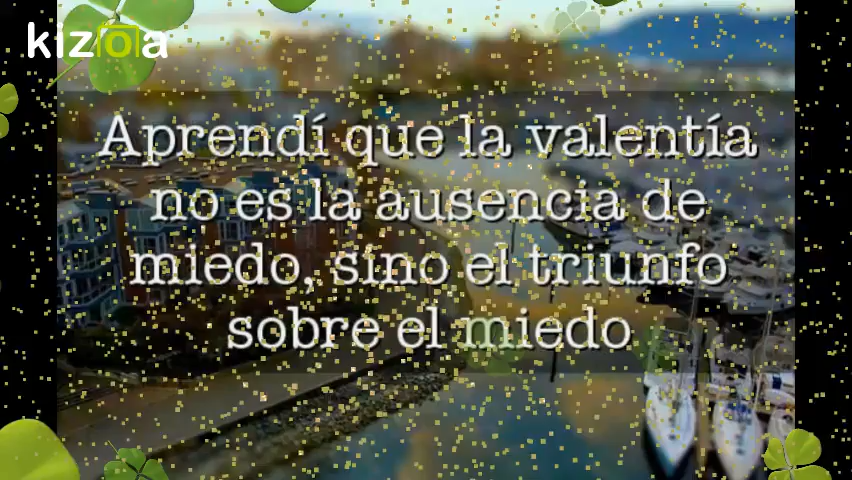 kizoa
Aprendí que la valentía
no es la ausencia de
miedo, sino el triunfo
sobre el miedo